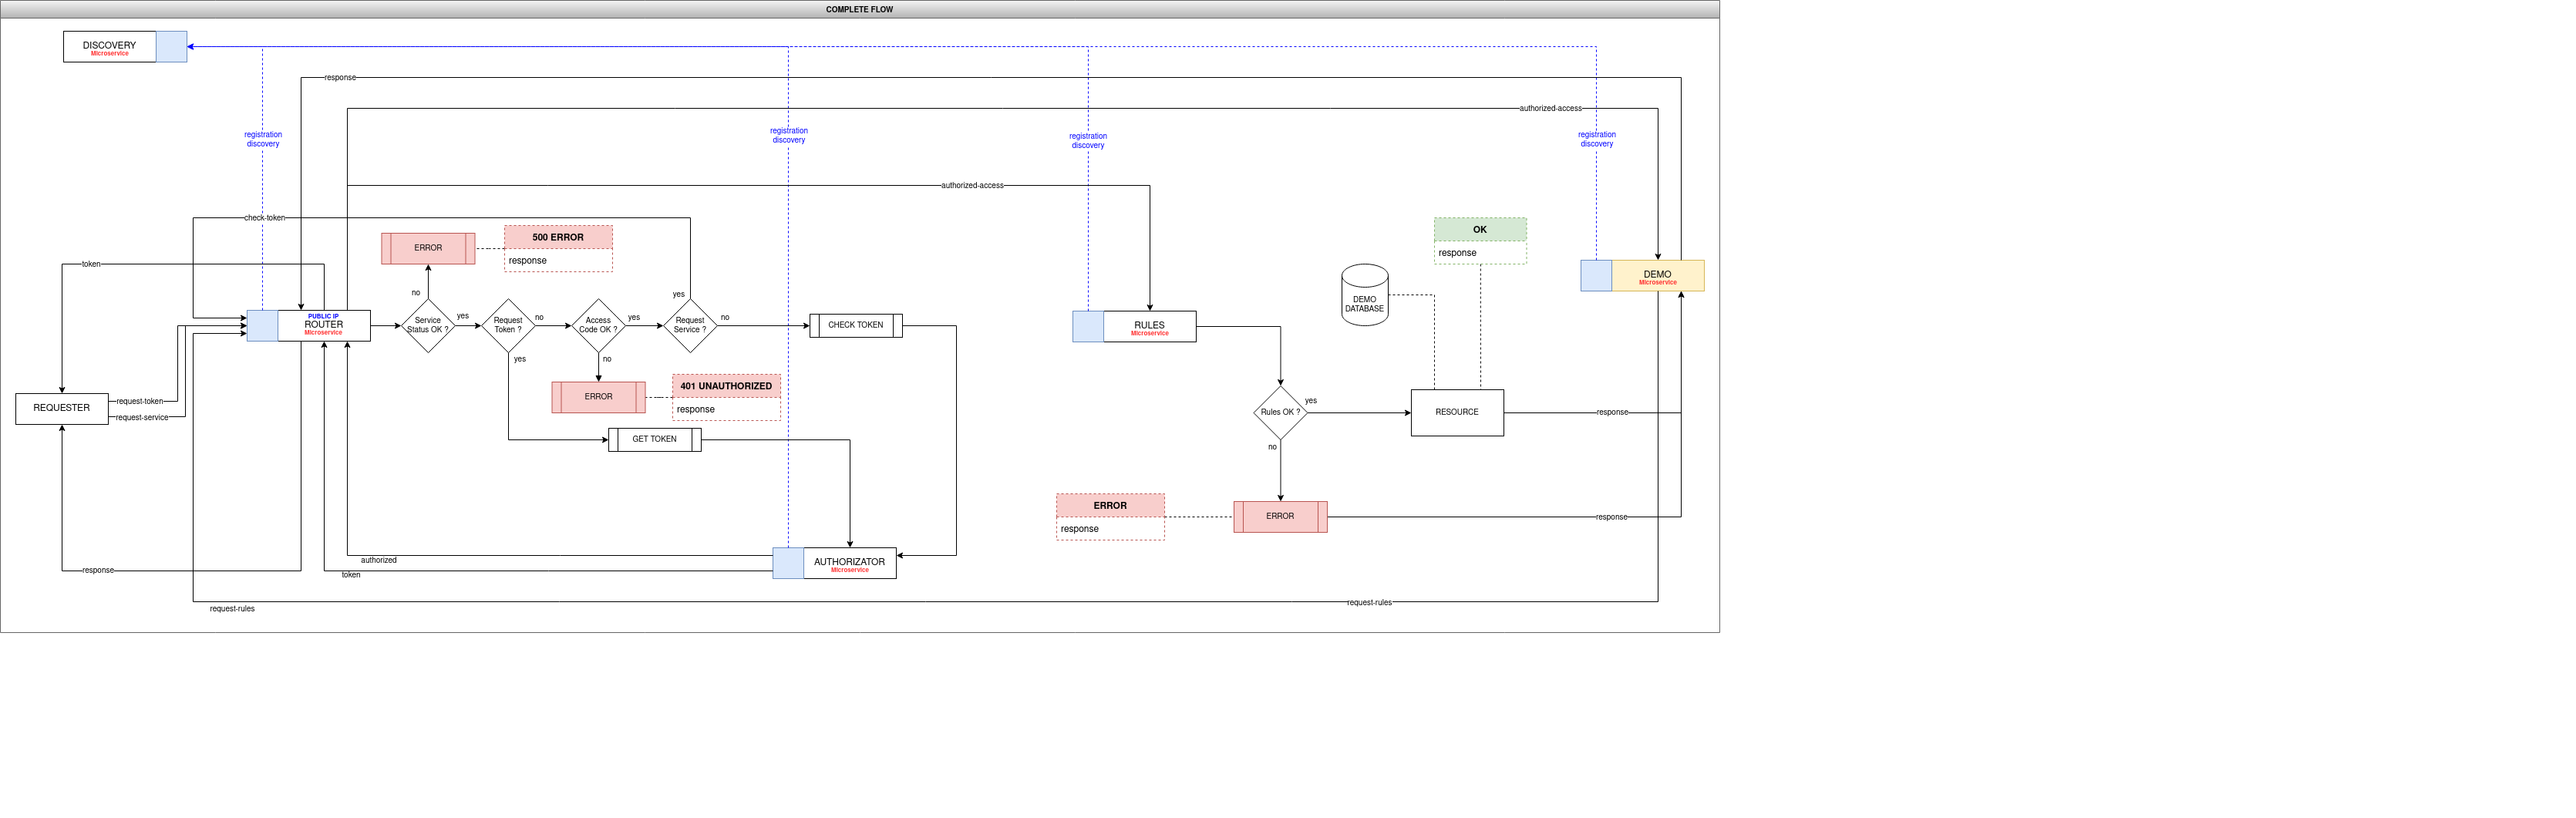 COMPLETE FLOW
DISCOVERY
Microservice
response
authorized-access
registration
discovery
registration
discovery
registration
discovery
registration
discovery
authorized-access
check-token
500 ERROR
response
ERROR
OK
response
token
DEMO
Microservice
DEMO
DATABASE
no
yes
PUBLIC IP
ROUTER
Microservice
Service
Status OK ?
yes
Request
Token ?
no
Access
Code OK ?
yes
Request
Service ?
no
CHECK TOKEN
RULES
Microservice
yes
no
401 UNAUTHORIZED
response
ERROR
REQUESTER
request-token
request-service
GET TOKEN
Rules OK ?
yes
RESOURCE
response
no
ERROR
response
ERROR
response
authorized
token
AUTHORIZATOR
Microservice
response
request-rules
request-rules